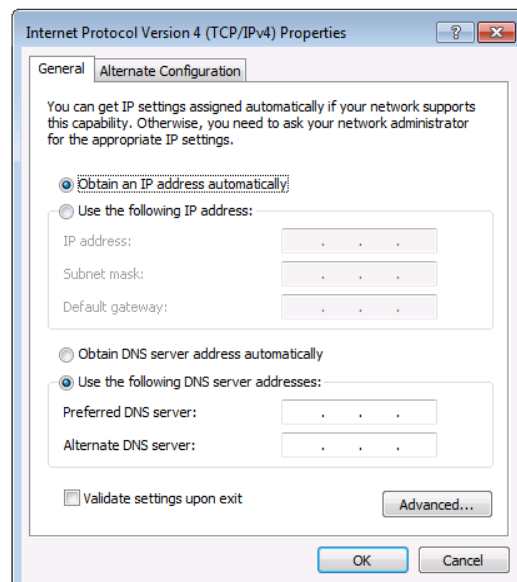 Internet Protocol Version 4 (TCP/IPv4) Properties
General
Alternate Configuration
You can get IP settings assigned automatically if your network supports
this capability. Otherwise, you need to ask your network administrator
for the appropriate IP settings.
Obtain an IP address automatically
Use the following IP address:
IP address:
Subnet mask:
Default gateway:
Obtain DNS server address automatically
Use the following DNS server addresses:
Preferred DNS server:
Alternate DNS server:
Validate settings upon exit
Advanced...
OK
Cancel